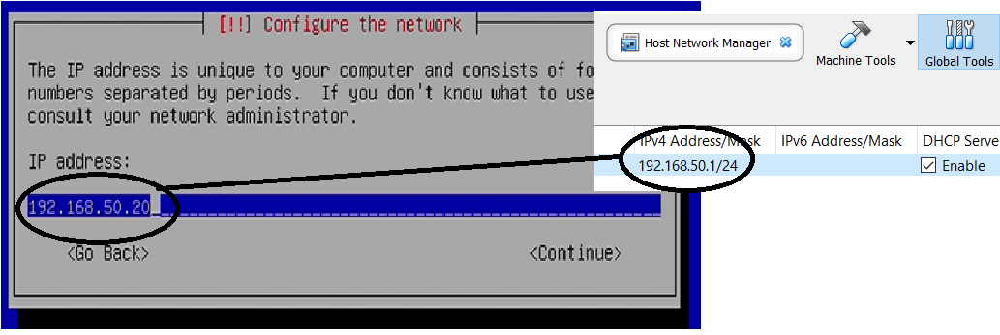 [!!] Configure the network
The IP address is unique to your computer and consists of fo
numbers separated by periods.  If you don't know what to use
consult your network administrator.
IP address:
192.168.50.20
<Go Back>
<Continue>
Host Network Manager
Machine Tools
Global Tools
IPv4 Address/Mask
IPv6 Address/Mask
DHCP Serve
192.168.50.1/24
Enable